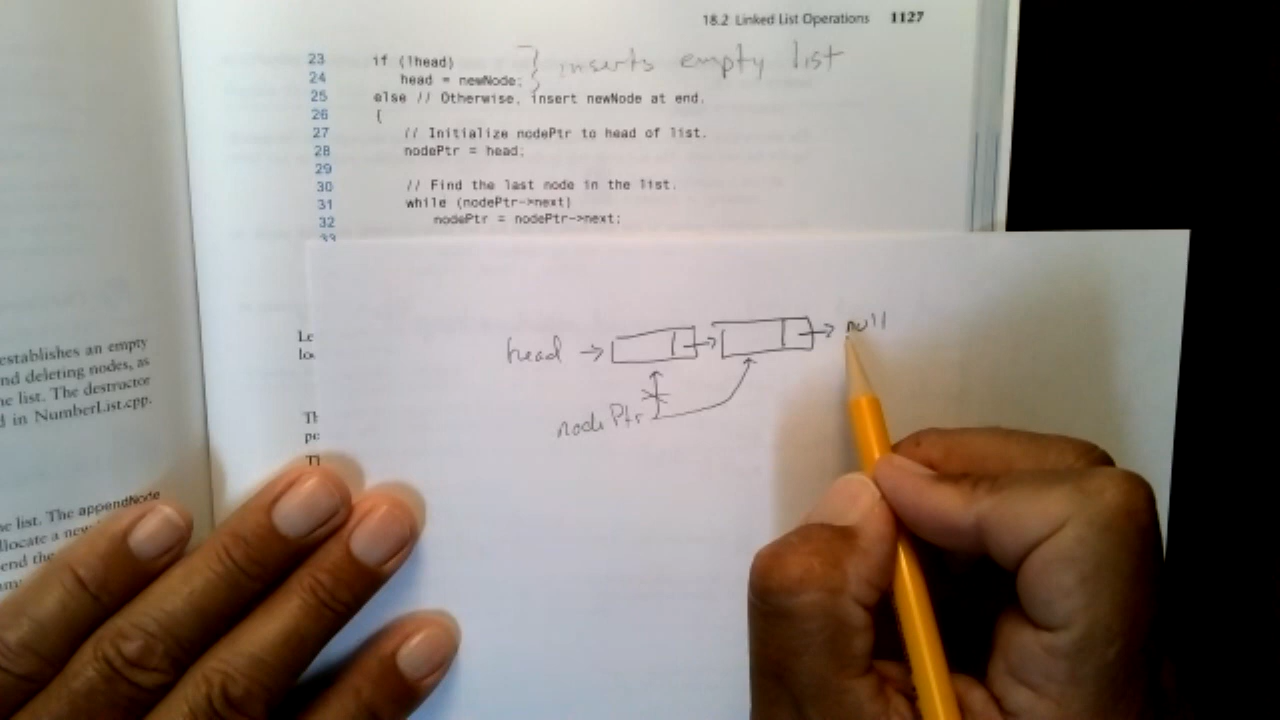 18.2 Linked List Operations 1127
23 if (!head) } inserts empty list
24 head = newNode;
25 else // Otherwise, insert newNode at end.
26 {
27 // Initialize nodePtr to head of list.
28 nodePtr = head;
29
30 // Find the last node in the list.
31 while (nodePtr->next)
32 nodePtr = nodePtr->next;
33
head null
nodePtr
establishes an empty
nd deleting nodes, as
e list. The destructor
d in NumberList.cpp.
he list. The appendNode
llocate a new
end the